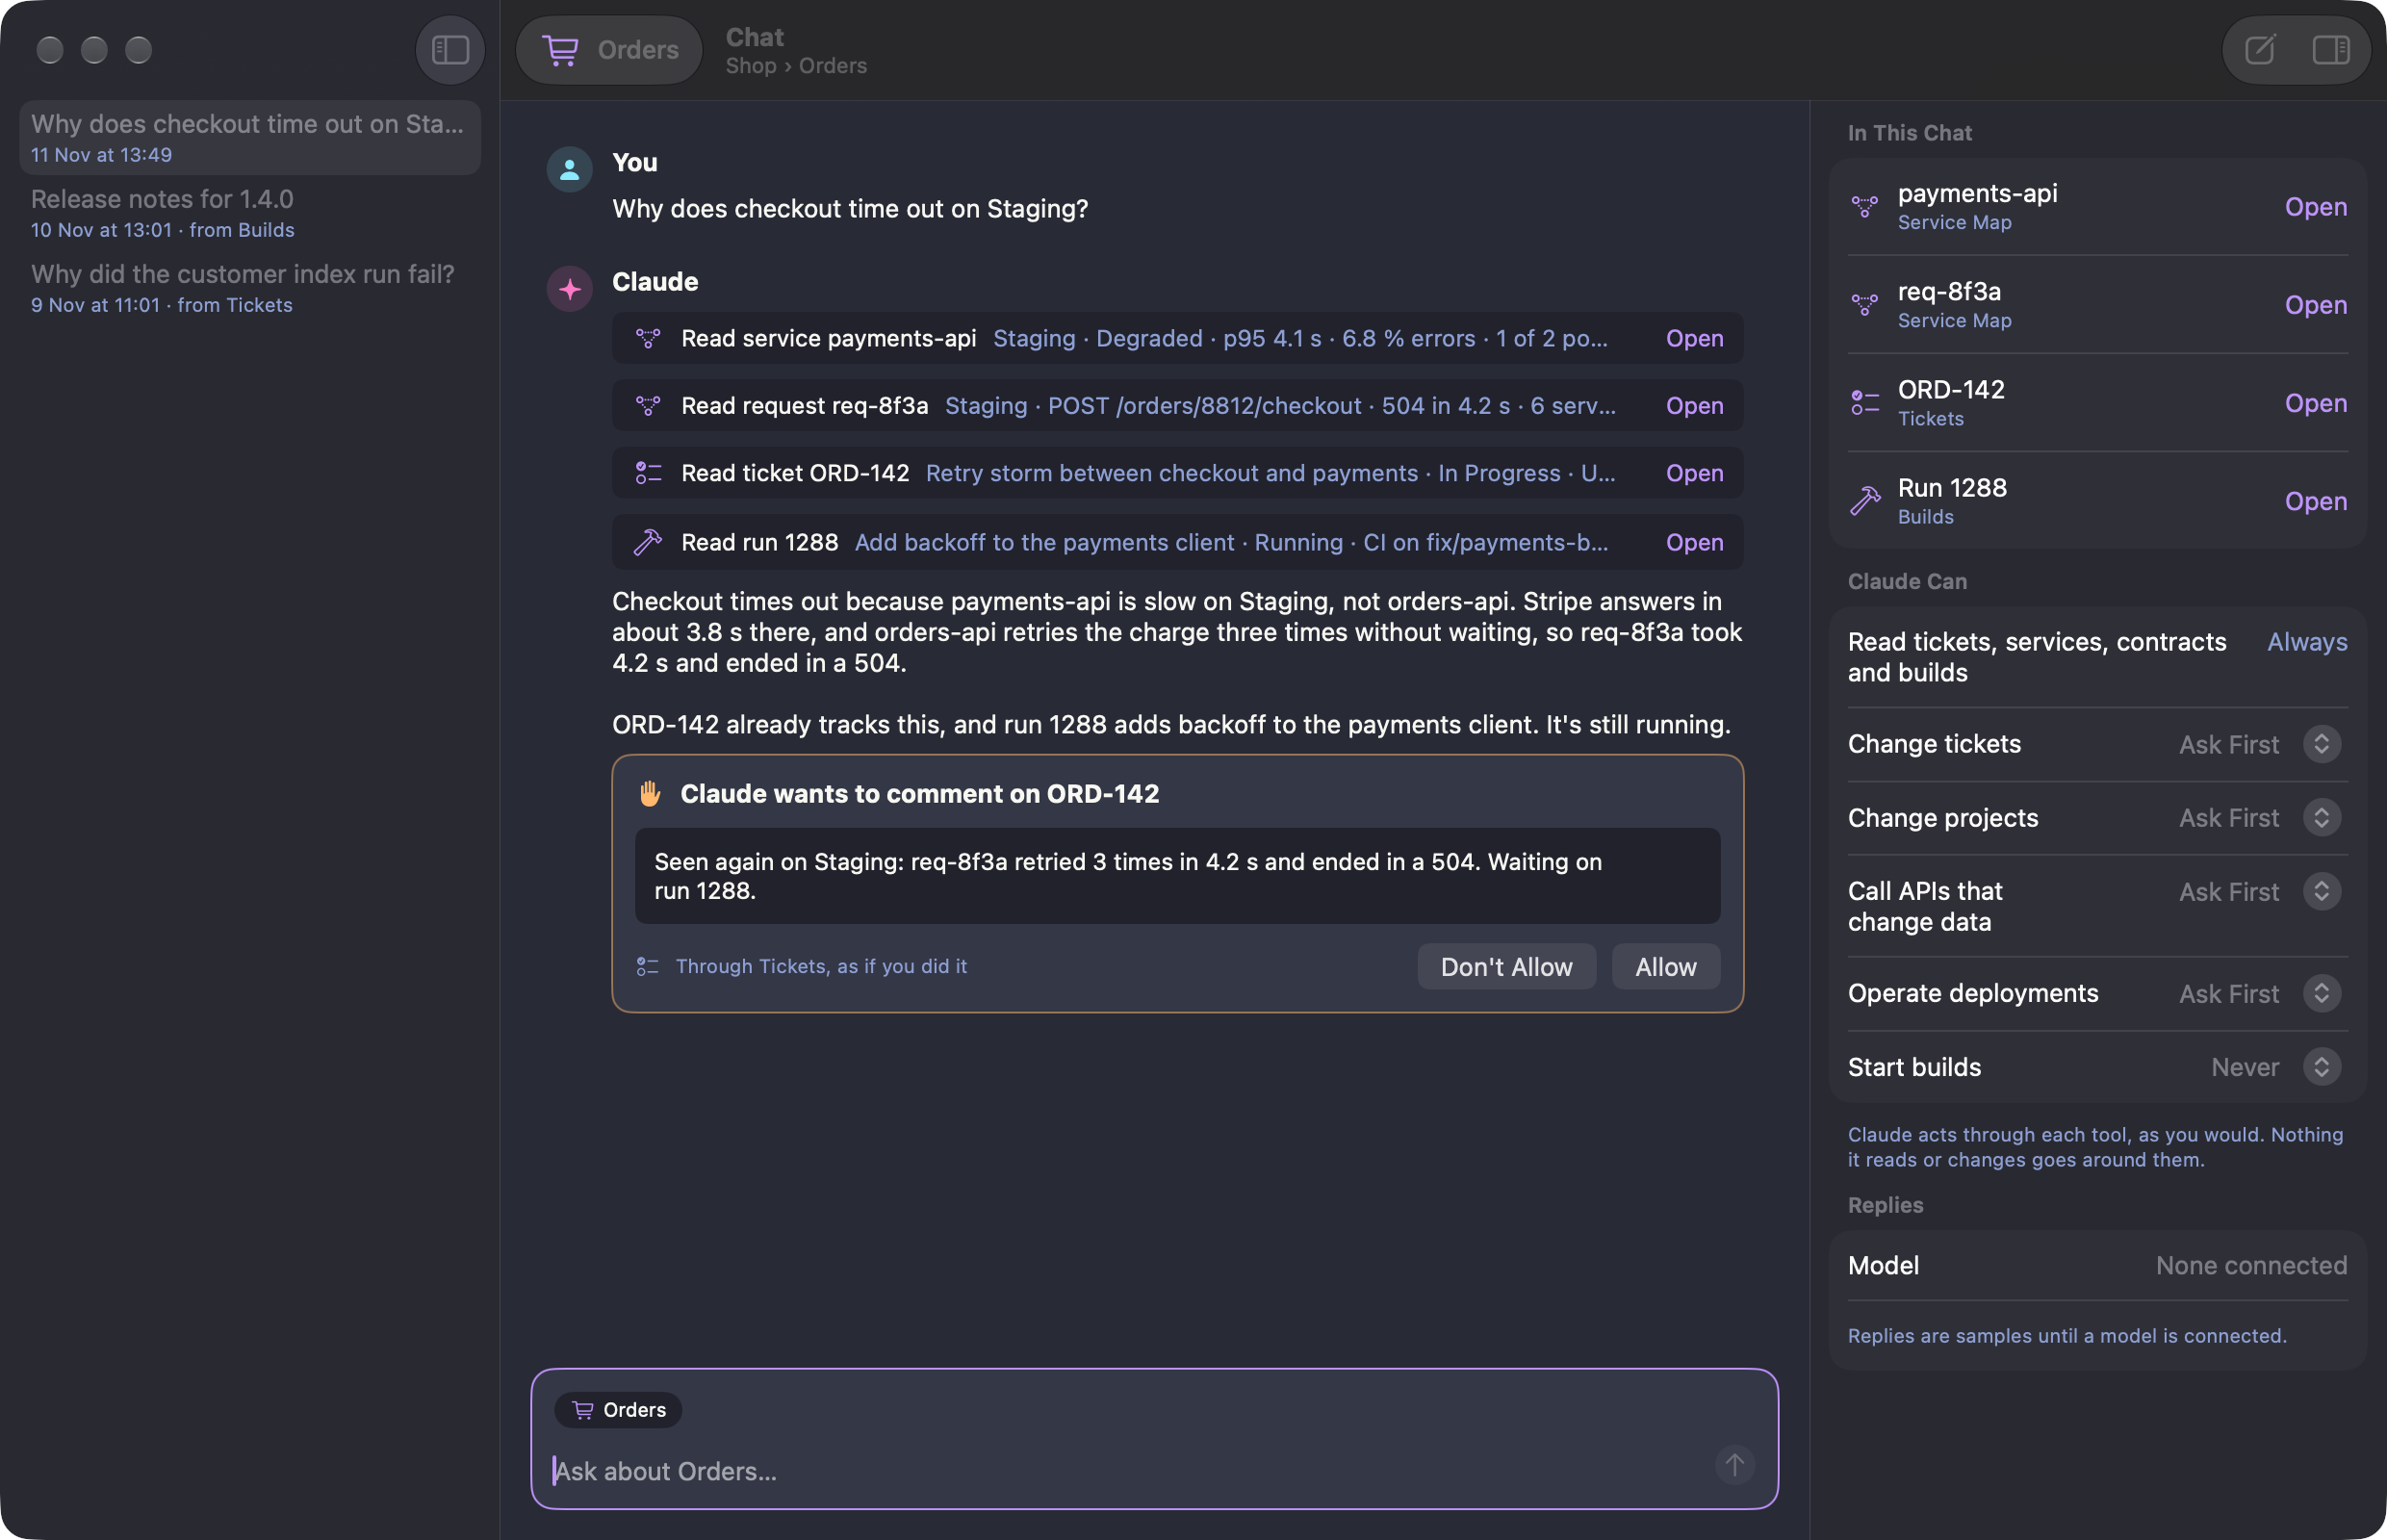 Orders
Chat
Shop › Orders
Why does checkout time out on Sta...
11 Nov at 13:49
Release notes for 1.4.0
10 Nov at 13:01 · from Builds
Why did the customer index run fail?
9 Nov at 11:01 · from Tickets
You
Why does checkout time out on Staging?
Claude
Read service payments-api Staging · Degraded · p95 4.1 s · 6.8 % errors · 1 of 2 po... Open
Read request req-8f3a Staging · POST /orders/8812/checkout · 504 in 4.2 s · 6 serv... Open
Read ticket ORD-142 Retry storm between checkout and payments · In Progress · U... Open
Read run 1288 Add backoff to the payments client · Running · CI on fix/payments-b... Open
Checkout times out because payments-api is slow on Staging, not orders-api. Stripe answers in
about 3.8 s there, and orders-api retries the charge three times without waiting, so req-8f3a took
4.2 s and ended in a 504.
ORD-142 already tracks this, and run 1288 adds backoff to the payments client. It's still running.
Claude wants to comment on ORD-142
Seen again on Staging: req-8f3a retried 3 times in 4.2 s and ended in a 504. Waiting on
run 1288.
Through Tickets, as if you did it
Don't Allow
Allow
Orders
Ask about Orders...
In This Chat
payments-api
Service Map
Open
req-8f3a
Service Map
Open
ORD-142
Tickets
Open
Run 1288
Builds
Open
Claude Can
Read tickets, services, contracts
and builds
Always
Change tickets Ask First
Change projects Ask First
Call APIs that
change data
Ask First
Operate deployments Ask First
Start builds Never
Claude acts through each tool, as you would. Nothing
it reads or changes goes around them.
Replies
Model None connected
Replies are samples until a model is connected.